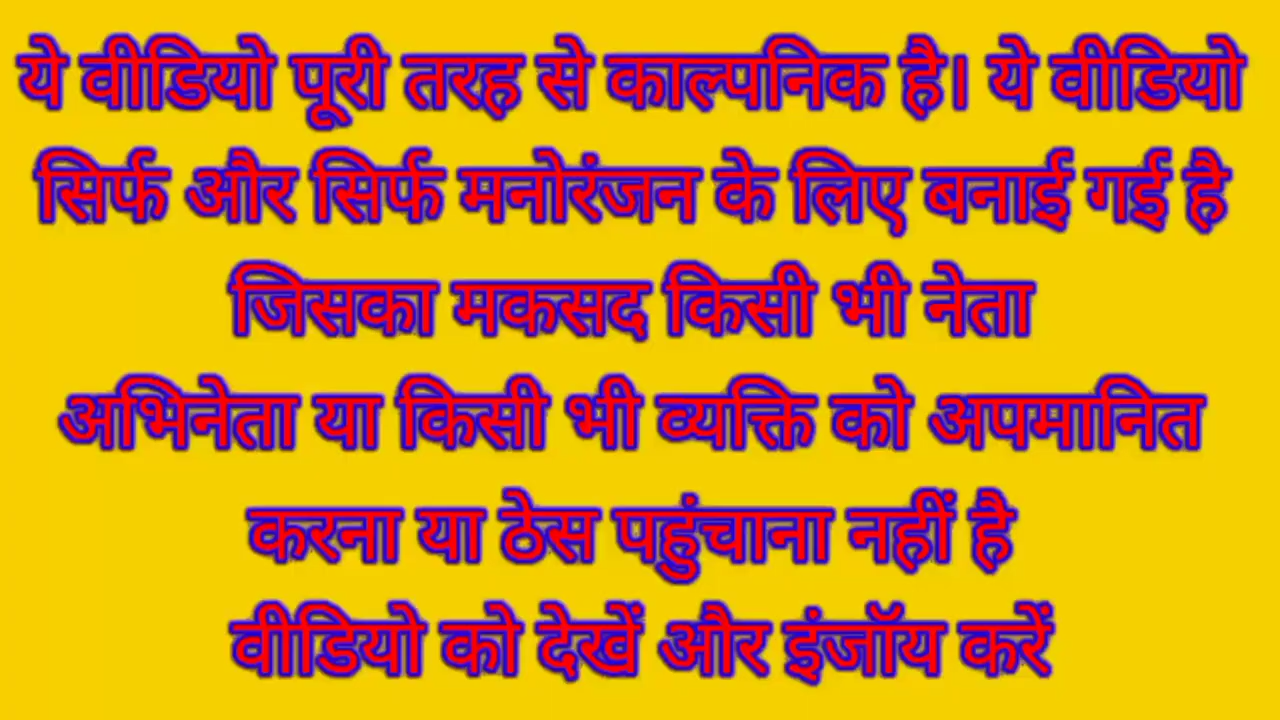 ये वीडियो पूरी तरह से काल्पनिक है। ये वीडियो
सिर्फ और सिर्फ मनोरंजन के लिए बनाई गई है
जिसका मकसद किसी भी नेता
अभिनेता या किसी भी व्यक्ति को अपमानित
करना या ठेस पहुंचाना नहीं है
वीडियो को देखें और इंजॉय करें